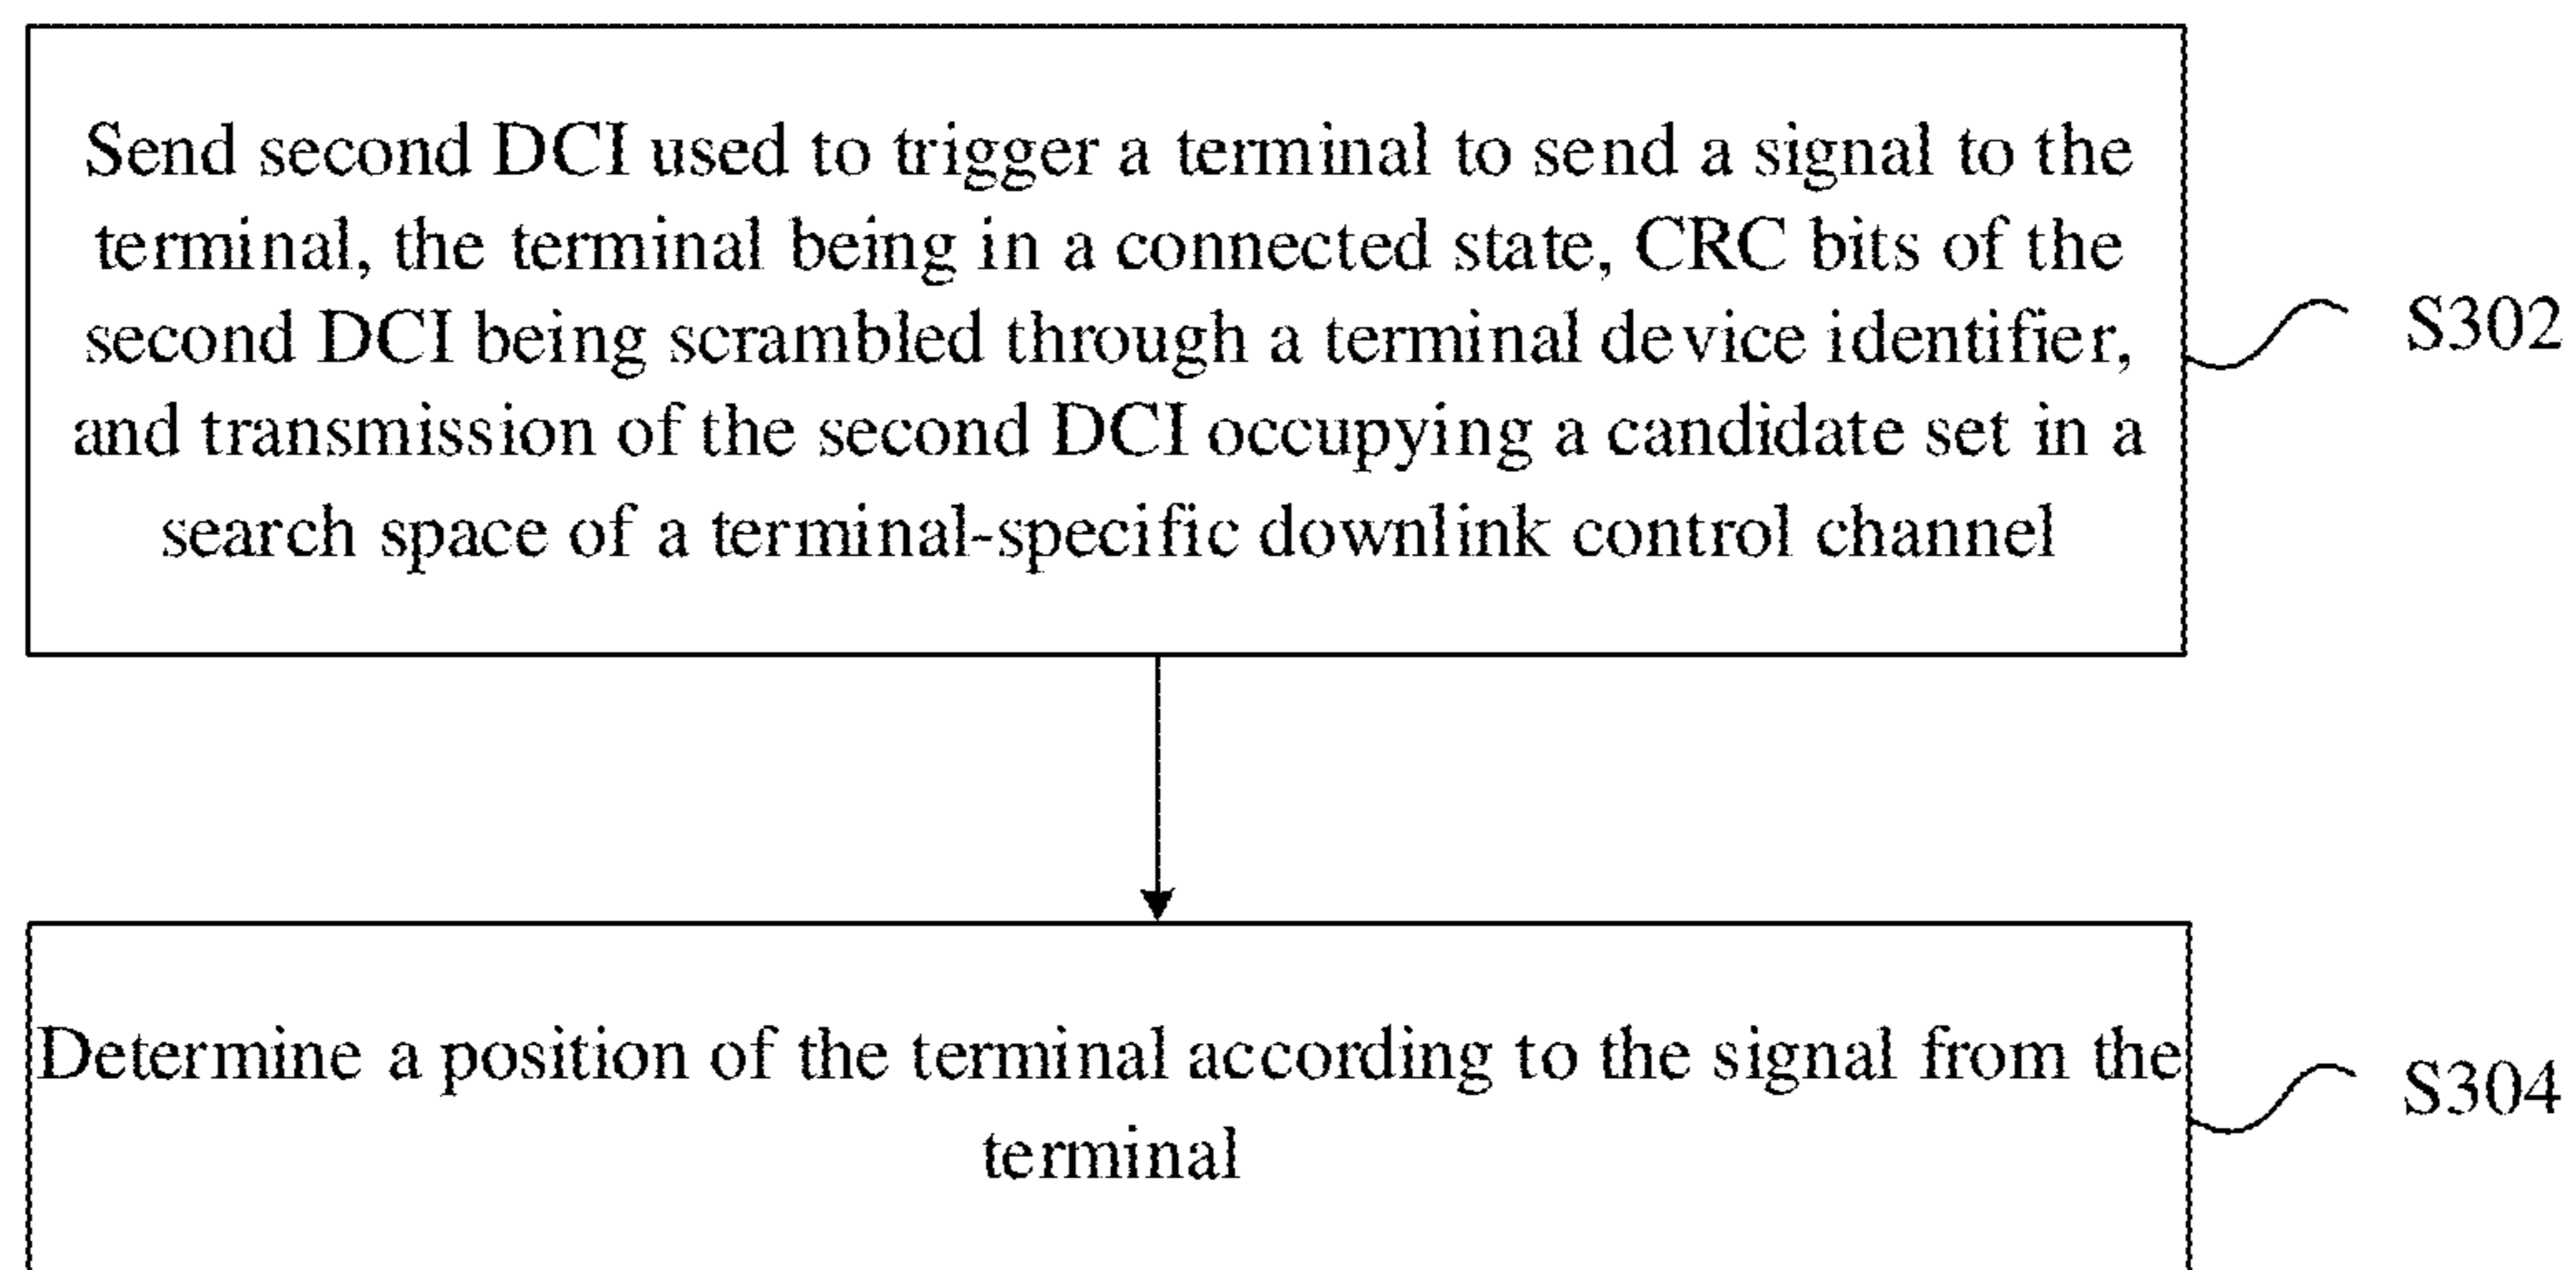 Send second DCI used to trigger a terminal to send a signal to the
terminal, the terminal being in a connected state, CRC bits of the
second DCI being scrambled through a terminal device identifier,
and transmission of the second DCI occupying a candidate set in a
search space of a terminal-specific downlink control channel
S302
Determine a position of the terminal according to the signal from the
terminal
S304